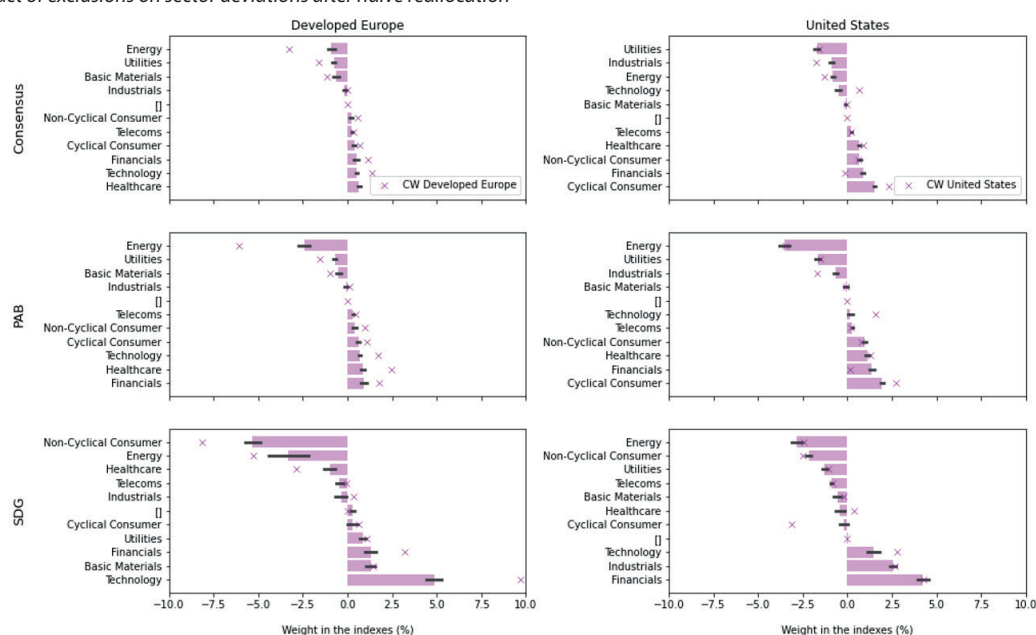 of exclusions on sector deviations after naive reallocation
Developed Europe
United States
Consensus
Energy
Utilities
Basic Materials
Industrials
[]
Non-Cyclical Consumer
Telecoms
Cyclical Consumer
Financials
Technology
Healthcare
CW Developed Europe
Utilities
Industrials
Energy
Technology
Basic Materials
[]
Telecoms
Healthcare
Non-Cyclical Consumer
Financials
Cyclical Consumer
CW United States
PAB
Energy
Utilities
Basic Materials
Industrials
[]
Telecoms
Non-Cyclical Consumer
Cyclical Consumer
Technology
Healthcare
Financials
Energy
Utilities
Industrials
Basic Materials
[]
Technology
Telecoms
Non-Cyclical Consumer
Healthcare
Financials
Cyclical Consumer
SDG
Non-Cyclical Consumer
Energy
Healthcare
Telecoms
Industrials
[]
Cyclical Consumer
Utilities
Financials
Basic Materials
Technology
−10.0 −7.5 −5.0 −2.5 0.0 2.5 5.0 7.5 10.0
Weight in the indexes (%)
Energy
Non-Cyclical Consumer
Utilities
Telecoms
Basic Materials
Healthcare
Cyclical Consumer
[]
Technology
Industrials
Financials
−10.0 −7.5 −5.0 −2.5 0.0 2.5 5.0 7.5 10.0
Weight in the indexes (%)